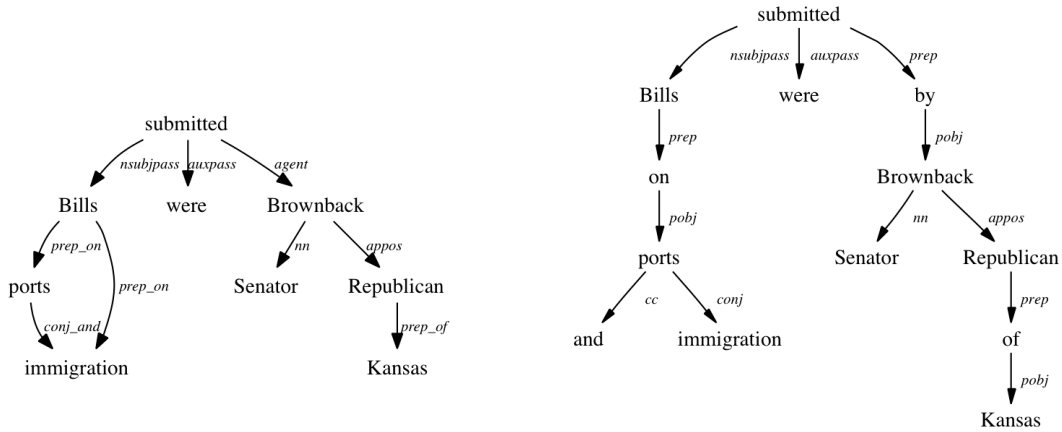 submitted
nsubjpass auxpass agent
Bills were Brownback
prep_on prep_on nn appos
ports Senator Republican
conj_and prep_of
immigration Kansas
submitted
nsubjpass auxpass prep
Bills were by
prep pobj
on Brownback
pobj nn appos
ports Senator Republican
cc conj prep
and immigration of
pobj
Kansas